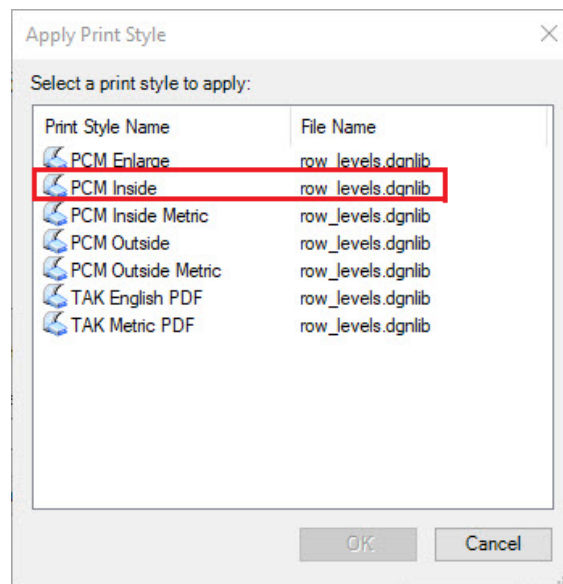 Apply Print Style
Select a print style to apply:
Print Style Name File Name
PCM Enlarge row_levels.dgnlib
PCM Inside row_levels.dgnlib
PCM Inside Metric row_levels.dgnlib
PCM Outside row_levels.dgnlib
PCM Outside Metric row_levels.dgnlib
TAK English PDF row_levels.dgnlib
TAK Metric PDF row_levels.dgnlib
OK Cancel